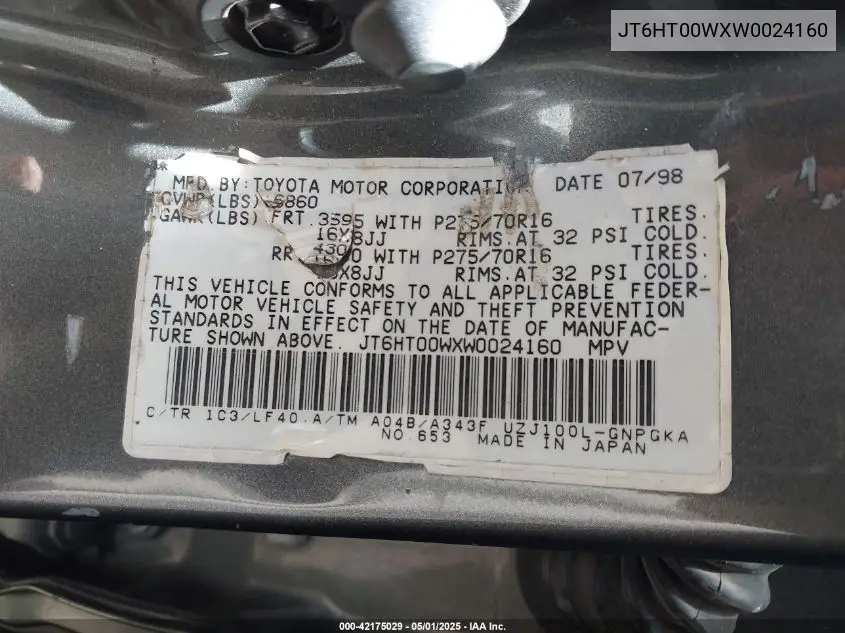 JT6HT00WXW0024160
MFD. BY: TOYOTA MOTOR CORPORATION DATE 07/98
GVWR(LBS) 6860
GAWR(LBS) FRT. 3595 WITH P275/70R16 TIRES.
16X8JJ RIMS.AT 32 PSI COLD.
RR WITH P275/70R16 TIRES.
16X8JJ RIMS.AT 32 PSI COLD.
THIS VEHICLE CONFORMS TO ALL APPLICABLE FEDER-
AL MOTOR VEHICLE SAFETY AND THEFT PREVENTION
STANDARDS IN EFFECT ON THE DATE OF MANUFAC-
TURE SHOWN ABOVE. JT6HT00WXW0024160 MPV
C/TR 1C3/LF40.A/TM A04B/A343F UZJ100L-GNPGKA
NO.653 MADE IN JAPAN
000-42175029 - 05/01/2025 - IAA Inc.